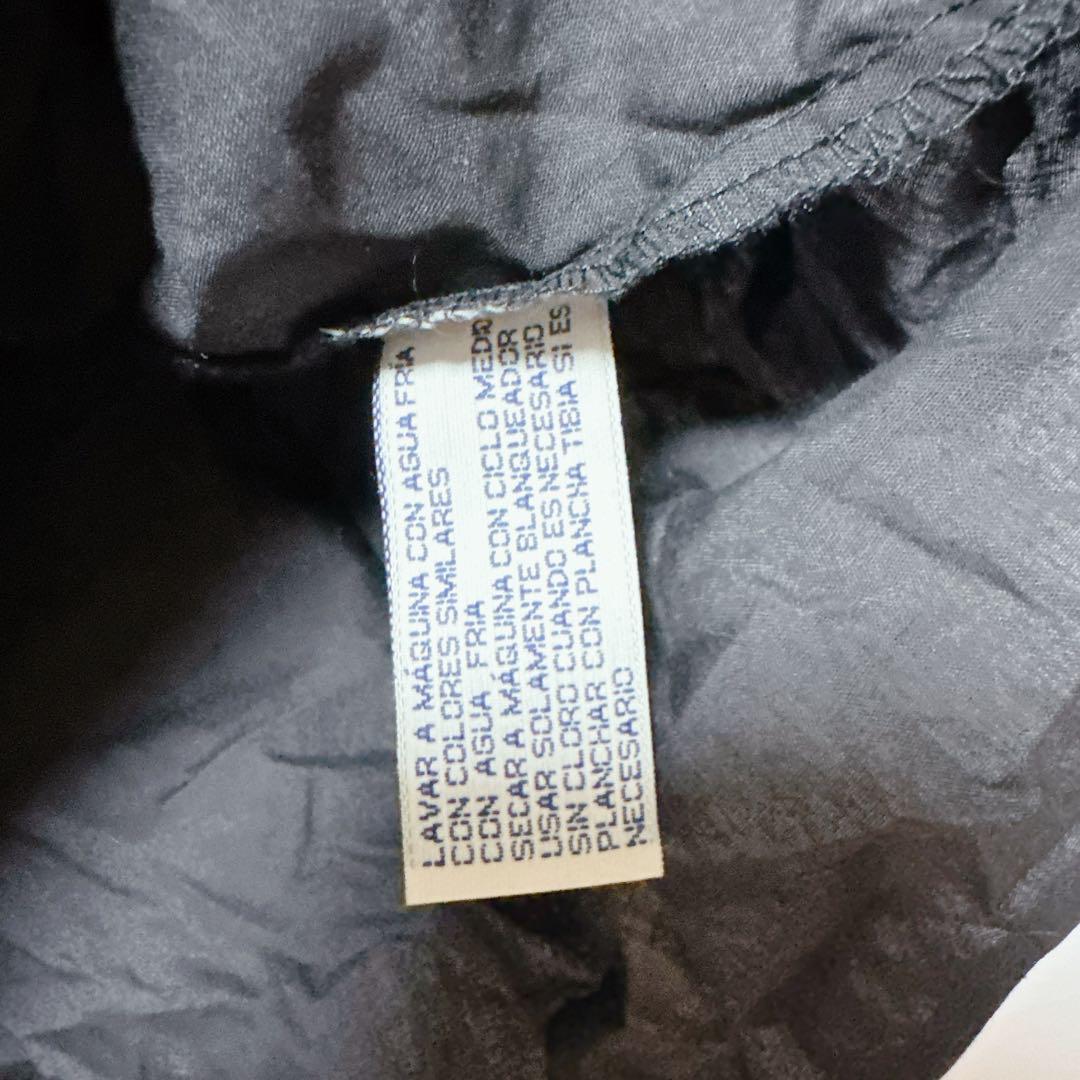 LAVAR A MÁQUINA CON AGUA FRÍA
CON COLORES SIMILARES
CON AGUA FRIA
SECAR A MÁQUINA CON CICLO MEDIO
USAR SOLAMENTE BLANQUEADOR
SIN CLORO CUANDO ES NECESARIO
PLANCHAR CON PLANCHA TIBIA SI ES
NECESARIO